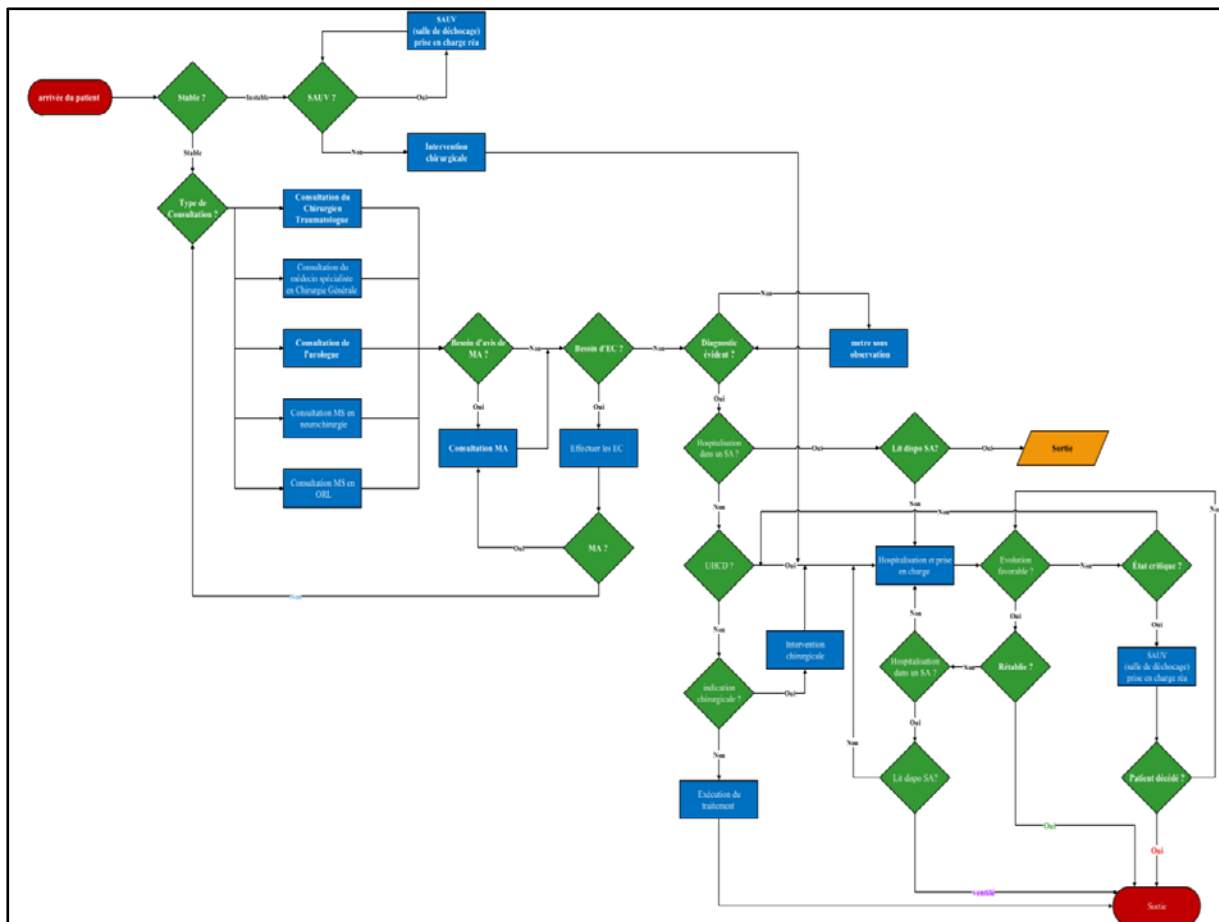 SAUV
(salle de déchocage)
prise en charge réa
arrivée du patient
Stable ?
Instable
SAUV ?
Oui
Stable
Non
Intervention
chirurgicale
Type de
Consultation ?
Consultation du
Chirurgien
Traumatologue
Consultation du
médecin spécialiste
en Chirurgie Générale
Non
Consultation de
l'urologue
Besoin d'avis de
MA ?
Non
Besoin d'EC ?
Non
Diagnostic
évident ?
metre sous
observation
Oui
Oui
Oui
Consultation MS en
neurochirurgie
Consultation MA
Effectuer les EC
Hospitalisation
dans un SA ?
Oui
Lit dispo SA?
Oui
Sortie
Consultation MS en
ORL
Non
Non
Non
Non
Oui
MA ?
UHCD ?
Oui
Hospitalisation et prise
en charge
Evolution
favorable ?
Non
État critique ?
Non
Non
Non
Oui
Oui
Intervention
chirurgicale
Hospitalisation
dans un SA ?
Non
Rétablie ?
SAUV
(salle de déchocage)
prise en charge réa
indication
chirurgicale ?
Oui
Oui
Non
Non
Lit dispo SA?
Patient décédé ?
Exécution du
traitement
Oui
Oui
ventilé
Sortie